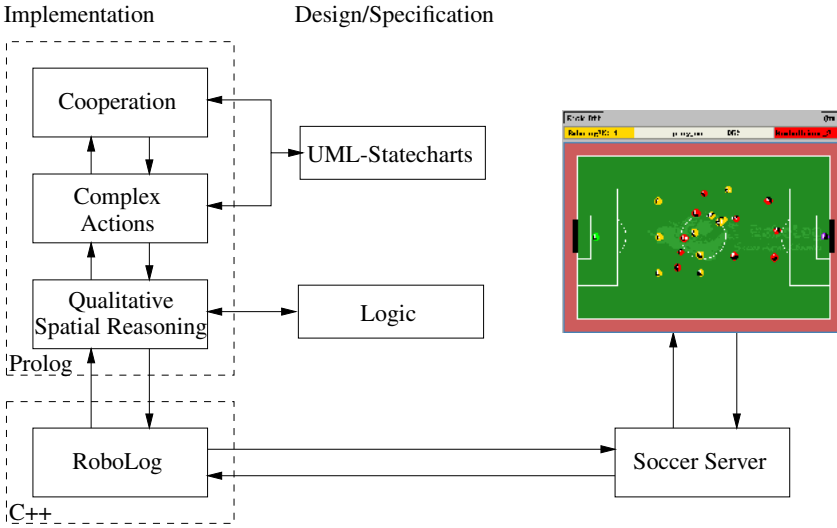 Implementation
Design/Specification
Cooperation
UML-Statecharts
Complex
Actions
Qualitative
Spatial Reasoning
Logic
Prolog
RoboLog
Soccer Server
C++